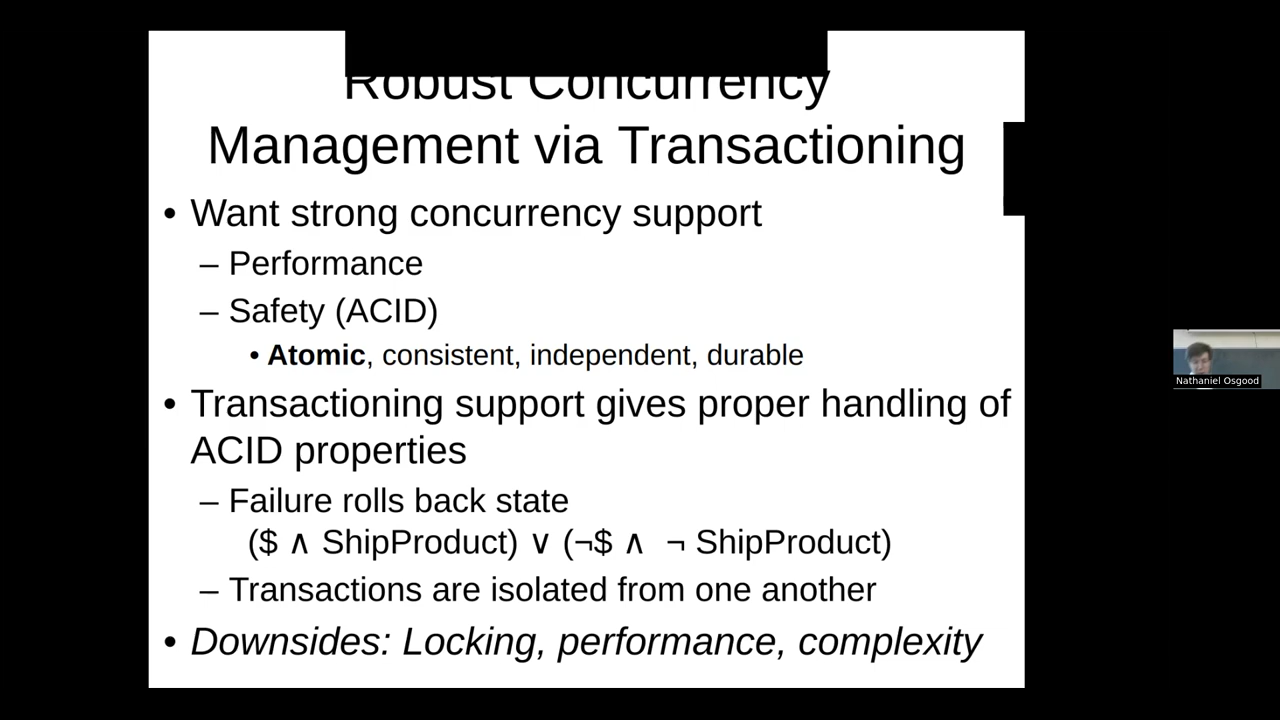 Robust Concurrency
Management via Transactioning
• Want strong concurrency support
– Performance
– Safety (ACID)
• Atomic, consistent, independent, durable
• Transactioning support gives proper handling of
ACID properties
– Failure rolls back state
($ ∧ ShipProduct) ∨ (¬$ ∧ ¬ ShipProduct)
– Transactions are isolated from one another
• Downsides: Locking, performance, complexity
Nathaniel Osgood